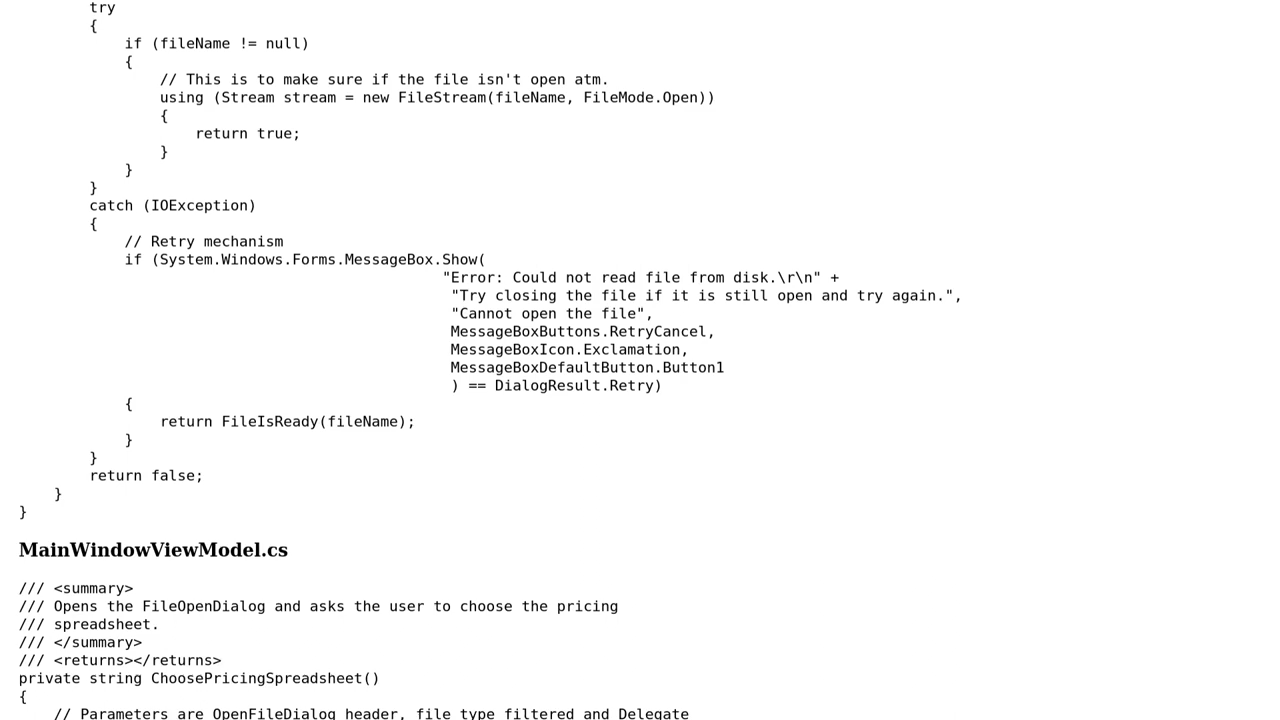 try
{
if (fileName != null)
{
// This is to make sure if the file isn't open atm.
using (Stream stream = new FileStream(fileName, FileMode.Open))
{
return true;
}
}
}
catch (IOException)
{
// Retry mechanism
if (System.Windows.Forms.MessageBox.Show(
"Error: Could not read file from disk.\r\n" +
"Try closing the file if it is still open and try again.",
"Cannot open the file",
MessageBoxButtons.RetryCancel,
MessageBoxIcon.Exclamation,
MessageBoxDefaultButton.Button1
) == DialogResult.Retry)
{
return FileIsReady(fileName);
}
}
return false;
}
}
MainWindowViewModel.cs
/// <summary>
/// Opens the FileOpenDialog and asks the user to choose the pricing
/// spreadsheet.
/// </summary>
/// <returns></returns>
private string ChoosePricingSpreadsheet()
{
// Parameters are OpenFileDialog header, file type filtered and Delegate